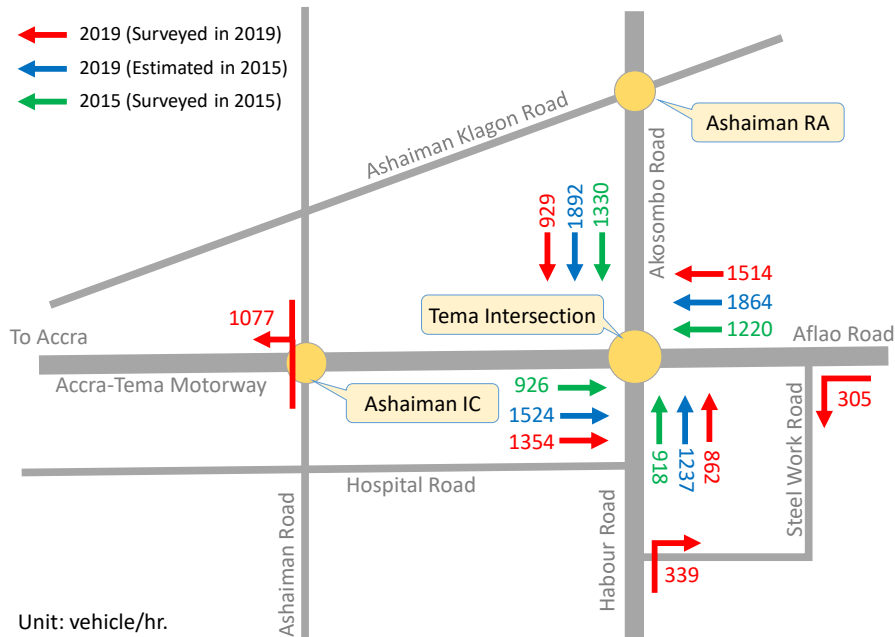 2019 (Surveyed in 2019)
2019 (Estimated in 2015)
2015 (Surveyed in 2015)
Ashaiman Klagon Road
Ashaiman RA
Akosombo Road
929
1892
1330
1514
1864
1220
1077
Tema Intersection
To Accra
Aflao Road
Accra-Tema Motorway
Ashaiman IC
926
1524
1354
918
1237
862
305
Steel Work Road
Hospital Road
Ashaiman Road
Habour Road
339
Unit: vehicle/hr.